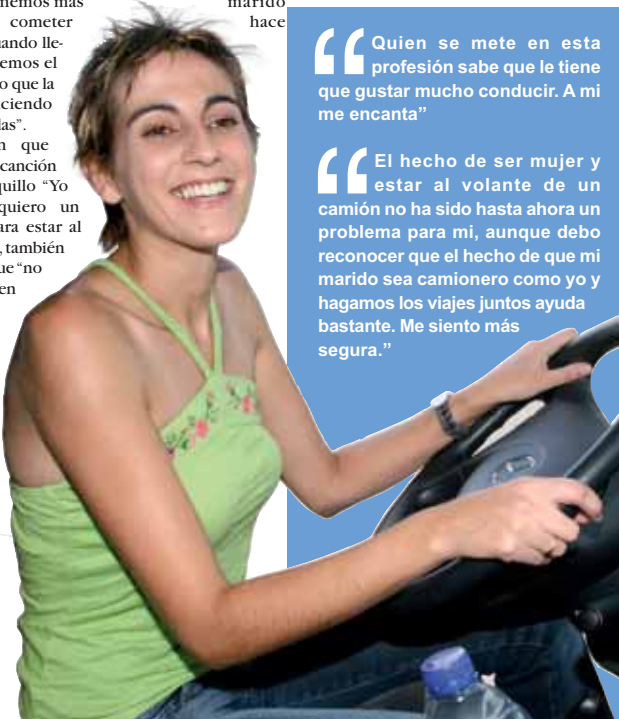 nemos más
cometer
ando lle-
emos el
o que la
ciendo
las”.
n que
canción
quillo “Yo
quiero un
ara estar al
, también
ue “no
en
marido
hace
“Quien se mete en esta
profesión sabe que le tiene
que gustar mucho conducir. A mi
me encanta”
“El hecho de ser mujer y
estar al volante de un
camión no ha sido hasta ahora un
problema para mi, aunque debo
reconocer que el hecho de que mi
marido sea camionero como yo y
hagamos los viajes juntos ayuda
bastante. Me siento más
segura.”